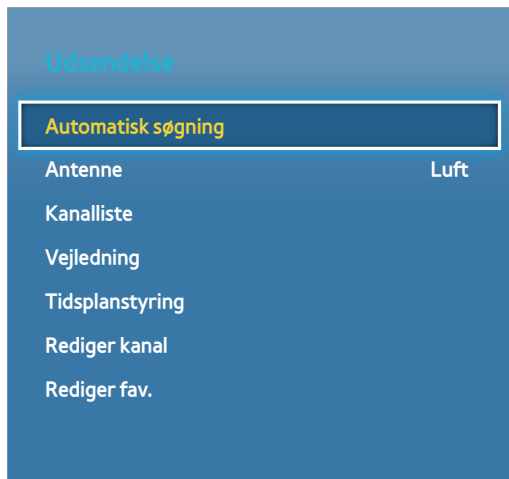 Udsendelse
Automatisk søgning
Antenne Luft
Kanalliste
Vejledning
Tidsplanstyring
Rediger kanal
Rediger fav.